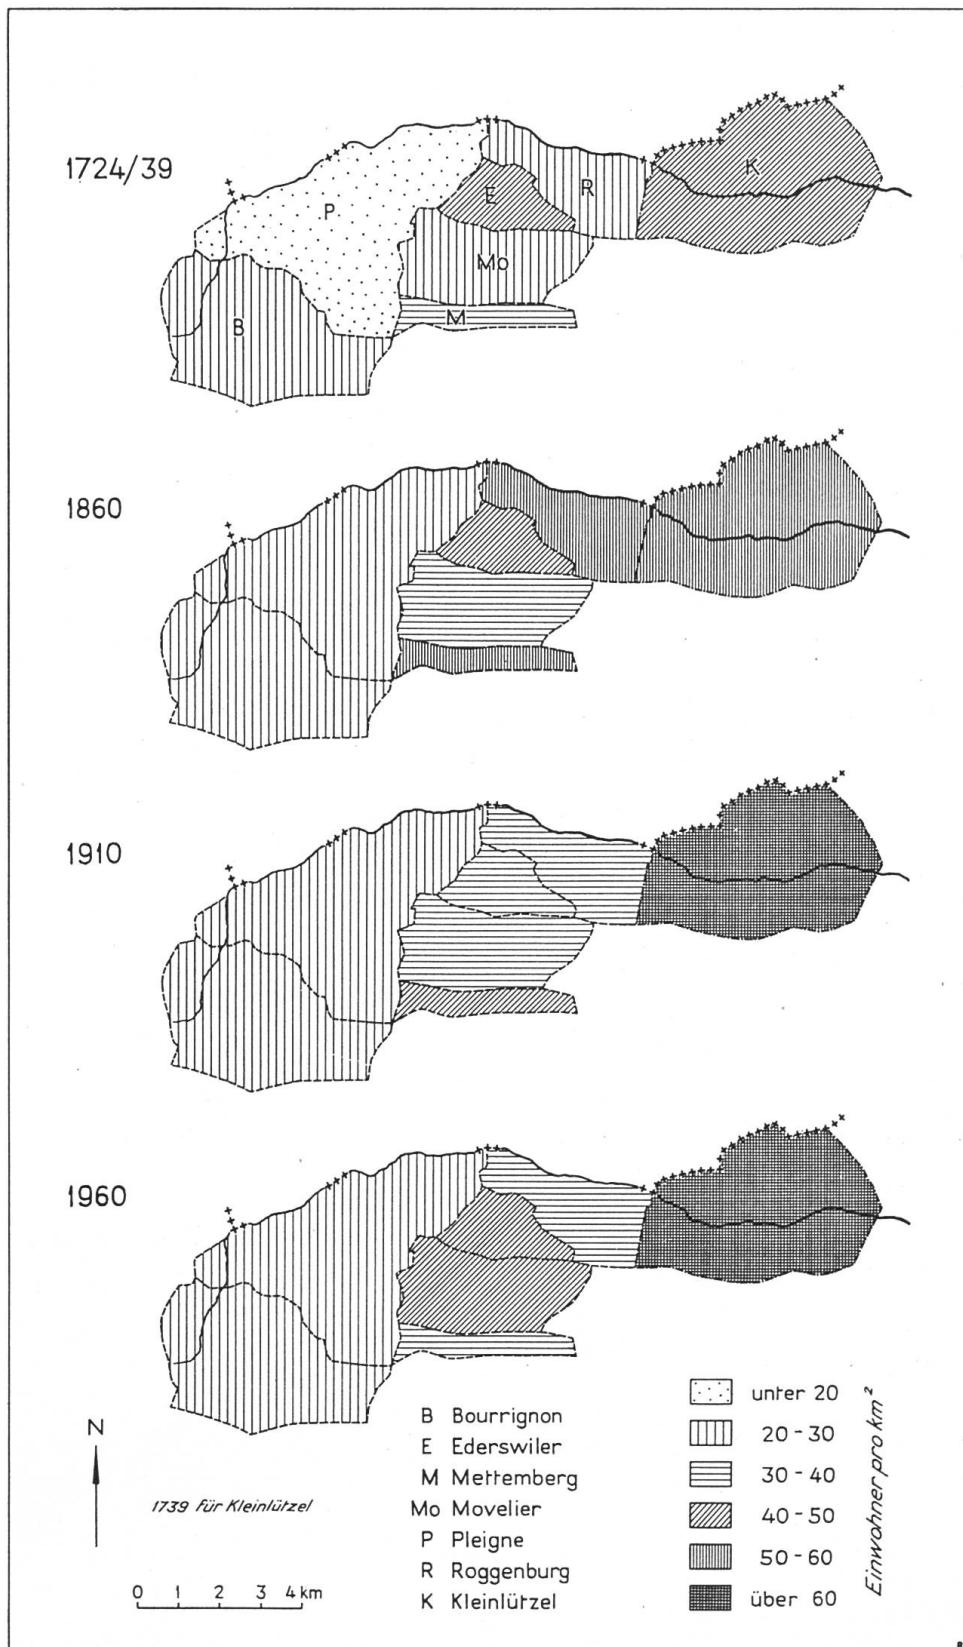 1724/39
K
R
E
P
Mo
M
B
1860
1910
1960
N
1739 für Kleinlützel
0 1 2 3 4 km
B Bourrignon
E Ederswiler
M Mettemberg
Mo Movelier
P Pleigne
R Roggenburg
K Kleinlützel
unter 20
20 - 30
30 - 40
40 - 50
50 - 60
über 60
Einwohner pro km²